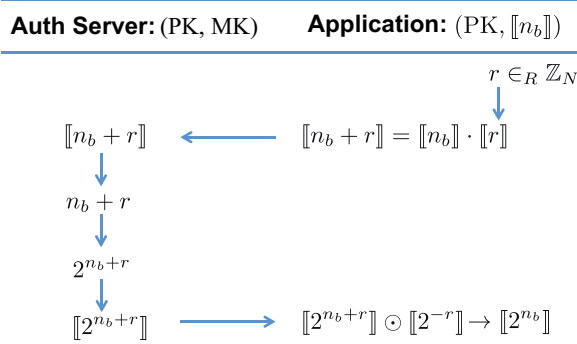 Auth Server: (PK, MK) Application: (PK, ⟦n_b⟧)
r ∈_R ℤ_N
⟦n_b + r⟧ ⟦n_b + r⟧ = ⟦n_b⟧ · ⟦r⟧
n_b + r
2^{n_b+r}
⟦2^{n_b+r}⟧ ⟦2^{n_b+r}⟧ ⊙ ⟦2^{-r}⟧ → ⟦2^{n_b}⟧